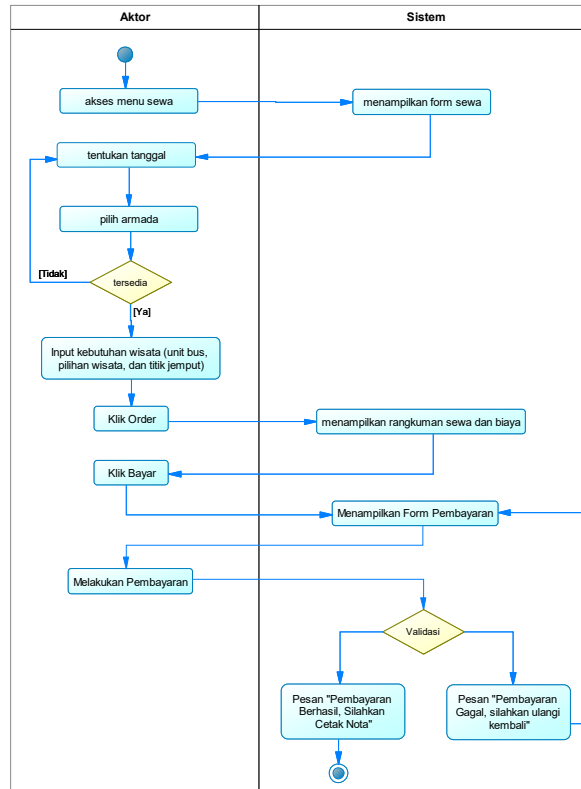 Aktor
Sistem
akses menu sewa
menampilkan form sewa
tentukan tanggal
pilih armada
[Tidak]
tersedia
[Ya]
Input kebutuhan wisata (unit bus,
pilihan wisata, dan titik jemput)
Klik Order
menampilkan rangkuman sewa dan biaya
Klik Bayar
Menampilkan Form Pembayaran
Melakukan Pembayaran
Validasi
Pesan "Pembayaran
Berhasil, Silahkan
Cetak Nota"
Pesan "Pembayaran
Gagal, silahkan ulangi
kembali"